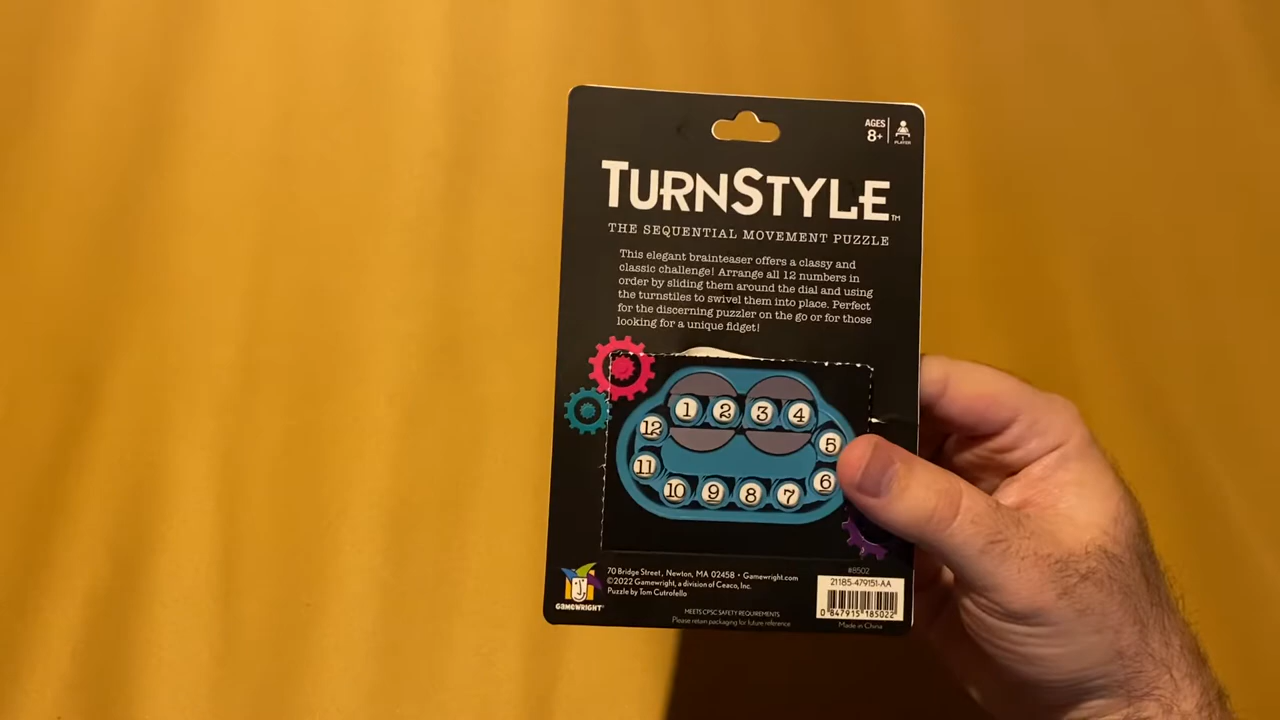 AGES
8+
1
PLAYER
TURNSTYLE™
THE SEQUENTIAL MOVEMENT PUZZLE
This elegant brainteaser offers a classy and
classic challenge! Arrange all 12 numbers in
order by sliding them around the dial and using
the turnstiles to swivel them into place. Perfect
for the discerning puzzler on the go or for those
looking for a unique fidget!
1 2 3 4
12 5
11 6
10 9 8 7
GAMEWRIGHT®
70 Bridge Street, Newton, MA 02458 • Gamewright.com
©2022 Gamewright, a division of Ceaco, Inc.
Puzzle by Tom Cutrofello
MEETS CPSC SAFETY REQUIREMENTS
Please retain packaging for future reference
#8502
21185-479151-AA
0 847915 185022
Made in China